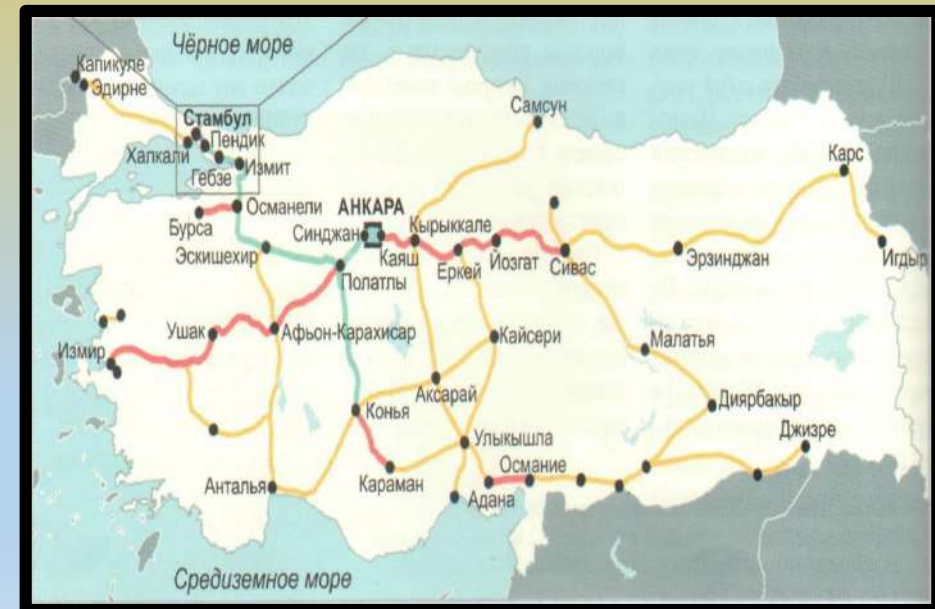 Чёрное море
Капикуле
Эдирне
Стамбул
Пендик
Халкали
Гебзе
Измит
Самсун
Карс
Османели
Бурса
АНКАРА
Синджан
Каяш
Кырыккале
Еркей
Йозгат
Сивас
Эрзинджан
Игдыр
Эскишехир
Полатлы
Ушак
Афьон-Карахисар
Кайсери
Малатья
Измир
Аксарай
Диярбакыр
Конья
Джизре
Улыкышла
Анталья
Караман
Адана
Османие
Средиземное море